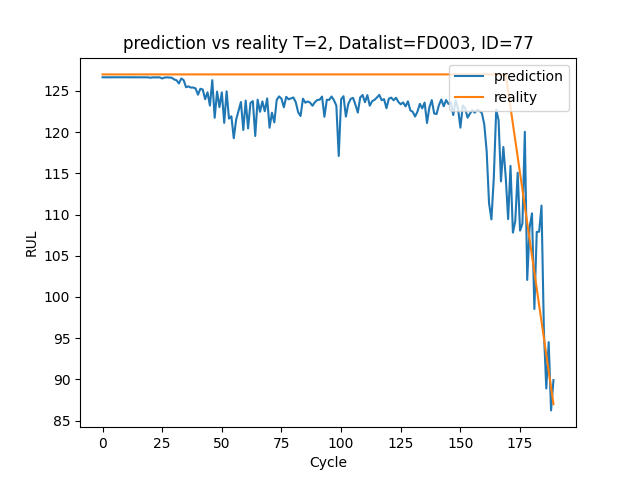 prediction vs reality T=2, Datalist=FD003, ID=77
prediction
reality
125
120
115
110
105
100
95
90
85
RUL
0 25 50 75 100 125 150 175
Cycle